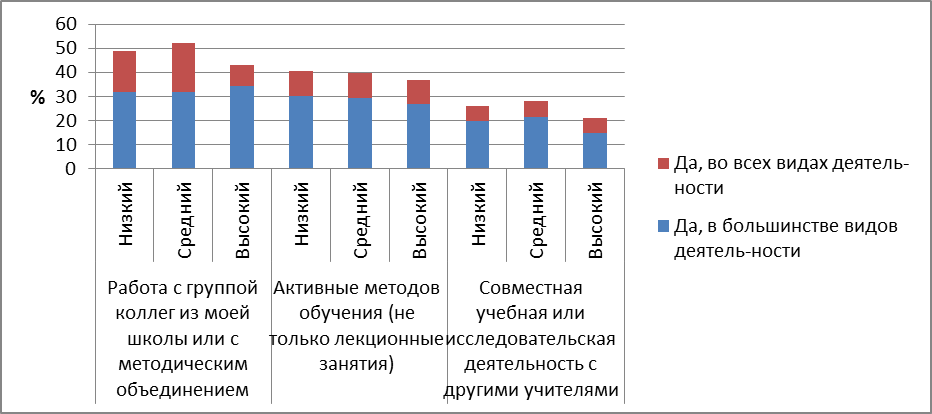 60
50
40
30
20
10
0
%
Низкий
Средний
Высокий
Низкий
Средний
Высокий
Низкий
Средний
Высокий
Работа с группой
коллег из моей
школы или с
методическим
объединением
Активные методов
обучения (не
только лекционные
занятия)
Совместная
учебная или
исследовательская
деятельность с
другими учителями
Да, во всех видах деятель-
ности
Да, в большинстве видов
деятель-ности